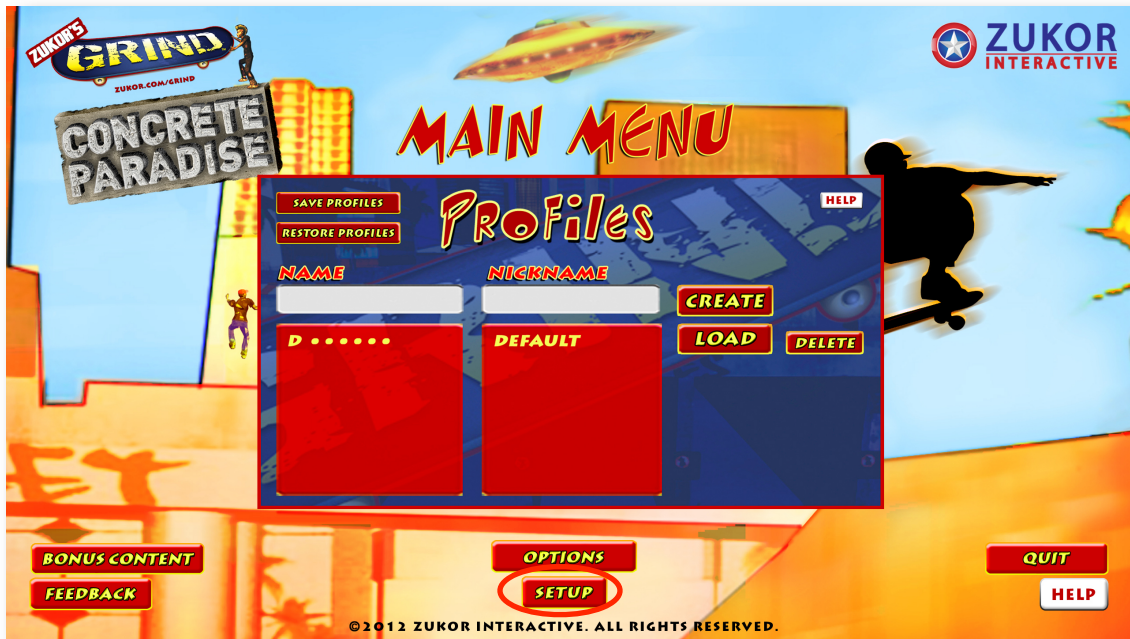 ZUKOR'S
GRIND
ZUKOR.COM/GRIND
CONCRETE
PARADISE
ZUKOR
INTERACTIVE
MAIN MENU
SAVE PROFILES
RESTORE PROFILES
PROFiLES
HELP
NAME
NICKNAME
CREATE
D ••••••
DEFAULT
LOAD
DELETE
BONUS CONTENT
OPTIONS
QUIT
FEEDBACK
SETUP
HELP
©2012 ZUKOR INTERACTIVE. ALL RIGHTS RESERVED.